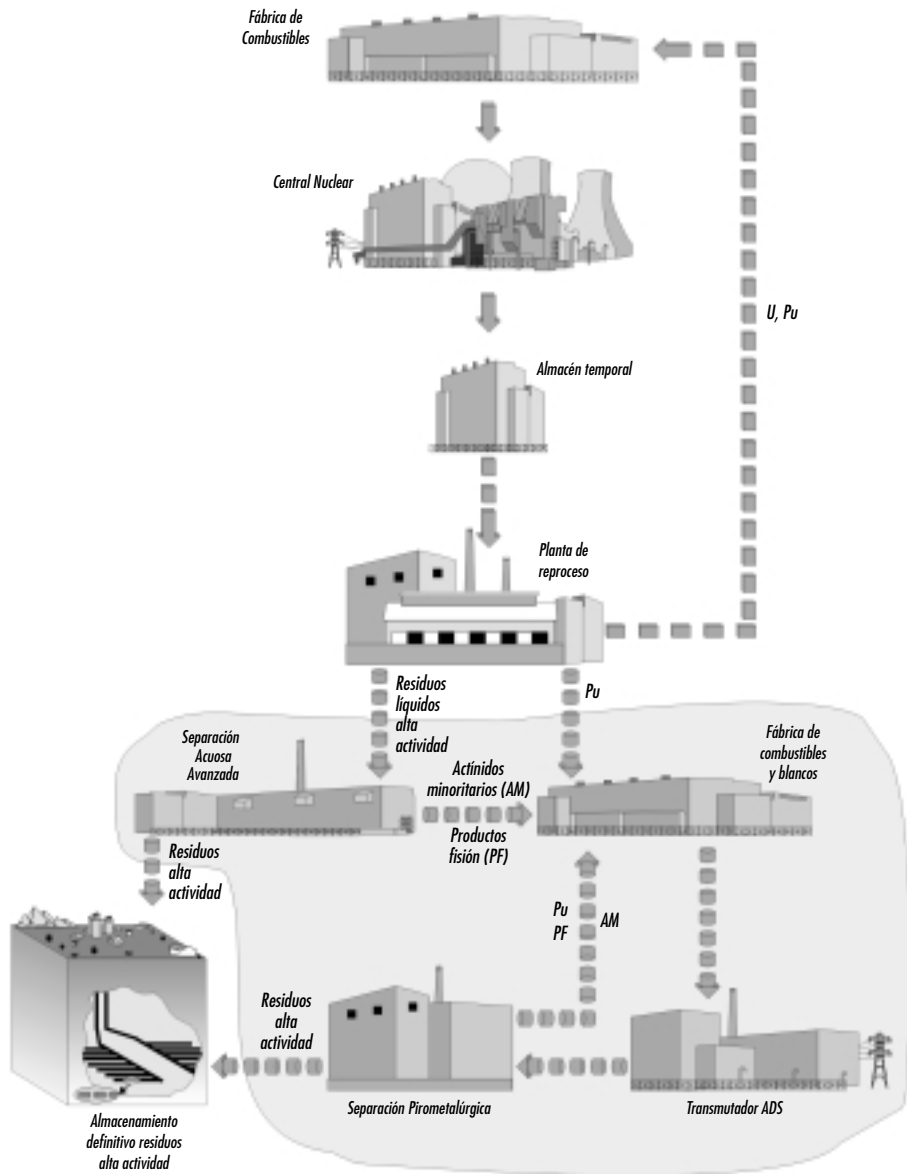 Fábrica de
Combustibles
Central Nuclear
U, Pu
Almacén temporal
Planta de
reproceso
Residuos
líquidos
alta
actividad
Pu
Separación
Acuosa
Avanzada
Fábrica de
combustibles
y blancos
Actínidos
minoritarios (AM)
Productos
fisión (PF)
Residuos
alta
actividad
Pu
PF
AM
Residuos
alta
actividad
Separación Pirometalúrgica
Transmutador ADS
Almacenamiento
definitivo residuos
alta actividad